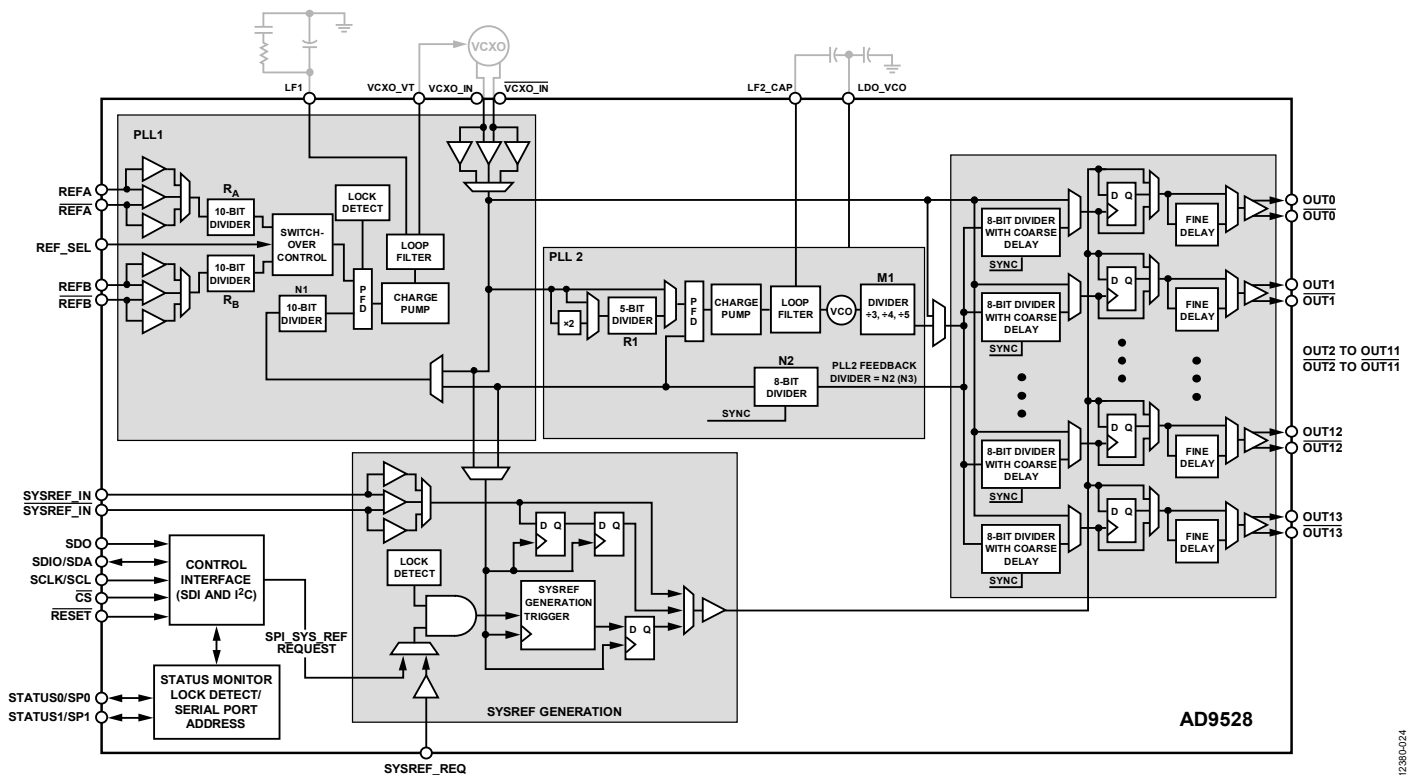 VCXO
LF1
VCXO_VT
VCXO_IN
VCXO_IN
LF2_CAP
LDO_VCO
PLL1
REFA
REFA
REF_SEL
REFB
REFB
RA
10-BIT
DIVIDER
10-BIT
DIVIDER
RB
SWITCH-
OVER
CONTROL
LOCK
DETECT
N1
10-BIT
DIVIDER
P
F
D
LOOP
FILTER
CHARGE
PUMP
PLL 2
×2
5-BIT
DIVIDER
R1
P
F
D
CHARGE
PUMP
LOOP
FILTER
VCO
M1
DIVIDER
÷3, ÷4, ÷5
N2
8-BIT
DIVIDER
SYNC
PLL2 FEEDBACK
DIVIDER = N2 (N3)
8-BIT DIVIDER
WITH COARSE
DELAY
SYNC
D Q
FINE
DELAY
OUT0
OUT0
8-BIT DIVIDER
WITH COARSE
DELAY
SYNC
D Q
FINE
DELAY
OUT1
OUT1
OUT2 TO OUT11
OUT2 TO OUT11
8-BIT DIVIDER
WITH COARSE
DELAY
SYNC
D Q
FINE
DELAY
OUT12
OUT12
8-BIT DIVIDER
WITH COARSE
DELAY
SYNC
D Q
FINE
DELAY
OUT13
OUT13
SYSREF_IN
SYSREF_IN
SDO
SDIO/SDA
SCLK/SCL
CS
RESET
CONTROL
INTERFACE
(SDI AND I2C)
SPI_SYS_REF
REQUEST
STATUS0/SP0
STATUS1/SP1
STATUS MONITOR
LOCK DETECT/
SERIAL PORT
ADDRESS
LOCK
DETECT
D Q
D Q
SYSREF
GENERATION
TRIGGER
D Q
SYSREF GENERATION
SYSREF_REQ
AD9528
12380-024